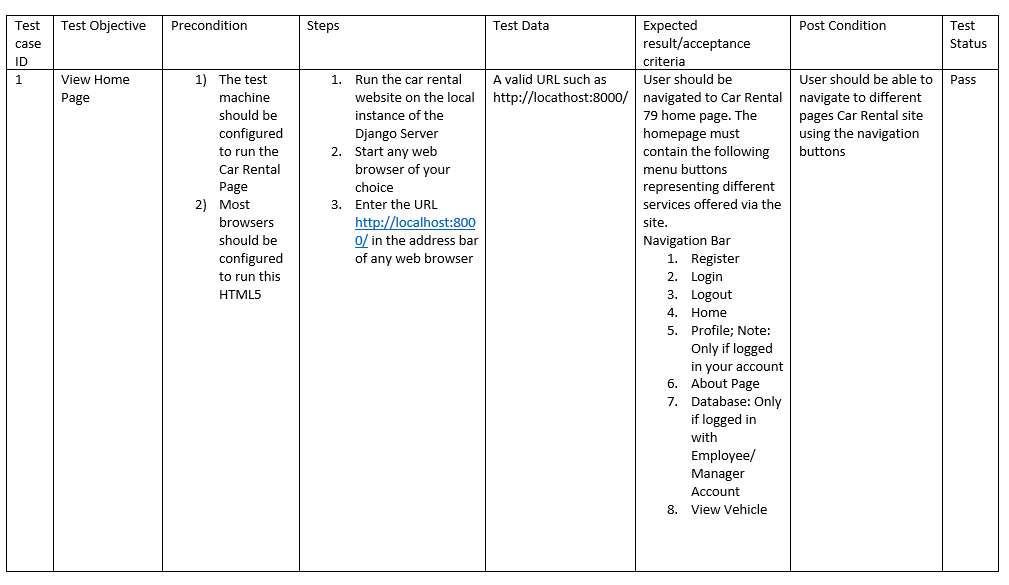 Test
case
ID
Test Objective
Precondition
Steps
Test Data
Expected
result/acceptance
criteria
Post Condition
Test
Status
1
View Home
Page
1) The test
machine
should be
configured
to run the
Car Rental
Page
2) Most
browsers
should be
configured
to run this
HTML5
1. Run the car rental
website on the local
instance of the
Django Server
2. Start any web
browser of your
choice
3. Enter the URL
http://localhost:800
0/ in the address bar
of any web browser
A valid URL such as
http://locathost:8000/
User should be
navigated to Car Rental
79 home page. The
homepage must
contain the following
menu buttons
representing different
services offered via the
site.
Navigation Bar
1. Register
2. Login
3. Logout
4. Home
5. Profile; Note:
Only if logged
in your account
6. About Page
7. Database: Only
if logged in
with
Employee/
Manager
Account
8. View Vehicle
User should be able to
navigate to different
pages Car Rental site
using the navigation
buttons
Pass